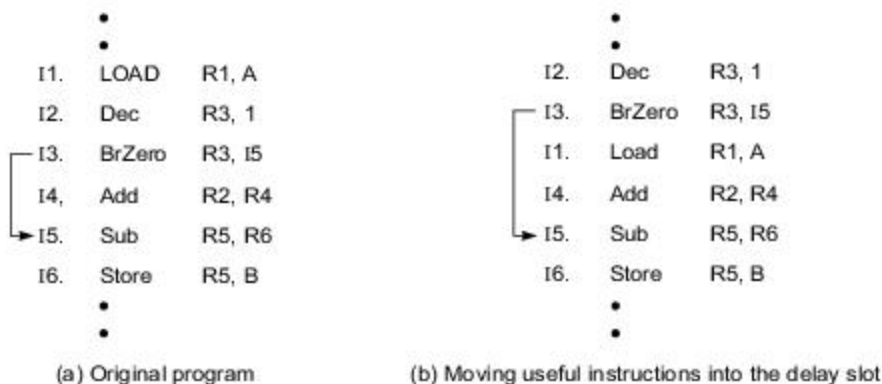 I1. LOAD R1, A
I2. Dec R3, 1
I3. BrZero R3, I5
I4, Add R2, R4
I5. Sub R5, R6
I6. Store R5, B
(a) Original program
I2. Dec R3, 1
I3. BrZero R3, I5
I1. Load R1, A
I4. Add R2, R4
I5. Sub R5, R6
I6. Store R5, B
(b) Moving useful instructions into the delay slot